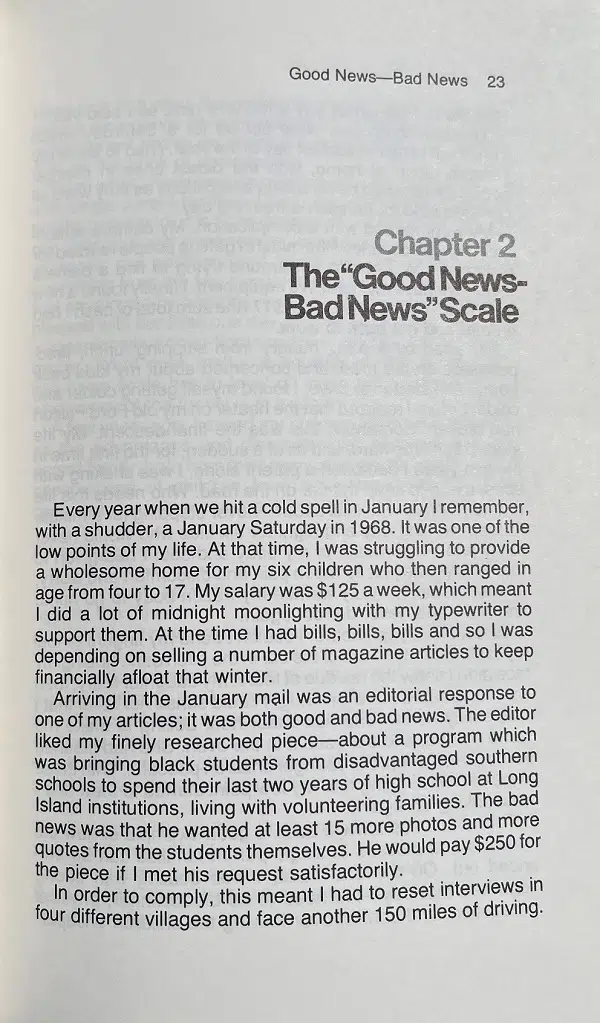 Good News—Bad News 23
Chapter 2
The “Good News-
Bad News” Scale
Every year when we hit a cold spell in January I remember,
with a shudder, a January Saturday in 1968. It was one of the
low points of my life. At that time, I was struggling to provide
a wholesome home for my six children who then ranged in
age from four to 17. My salary was $125 a week, which meant
I did a lot of midnight moonlighting with my typewriter to
support them. At the time I had bills, bills, bills and so I was
depending on selling a number of magazine articles to keep
financially afloat that winter.
Arriving in the January mail was an editorial response to
one of my articles; it was both good and bad news. The editor
liked my finely researched piece—about a program which
was bringing black students from disadvantaged southern
schools to spend their last two years of high school at Long
Island institutions, living with volunteering families. The bad
news was that he wanted at least 15 more photos and more
quotes from the students themselves. He would pay $250 for
the piece if I met his request satisfactorily.
In order to comply, this meant I had to reset interviews in
four different villages and face another 150 miles of driving.